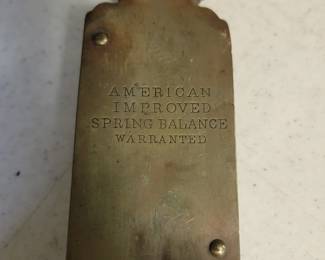 AMERICAN
IMPROVED
SPRING BALANCE
WARRANTED